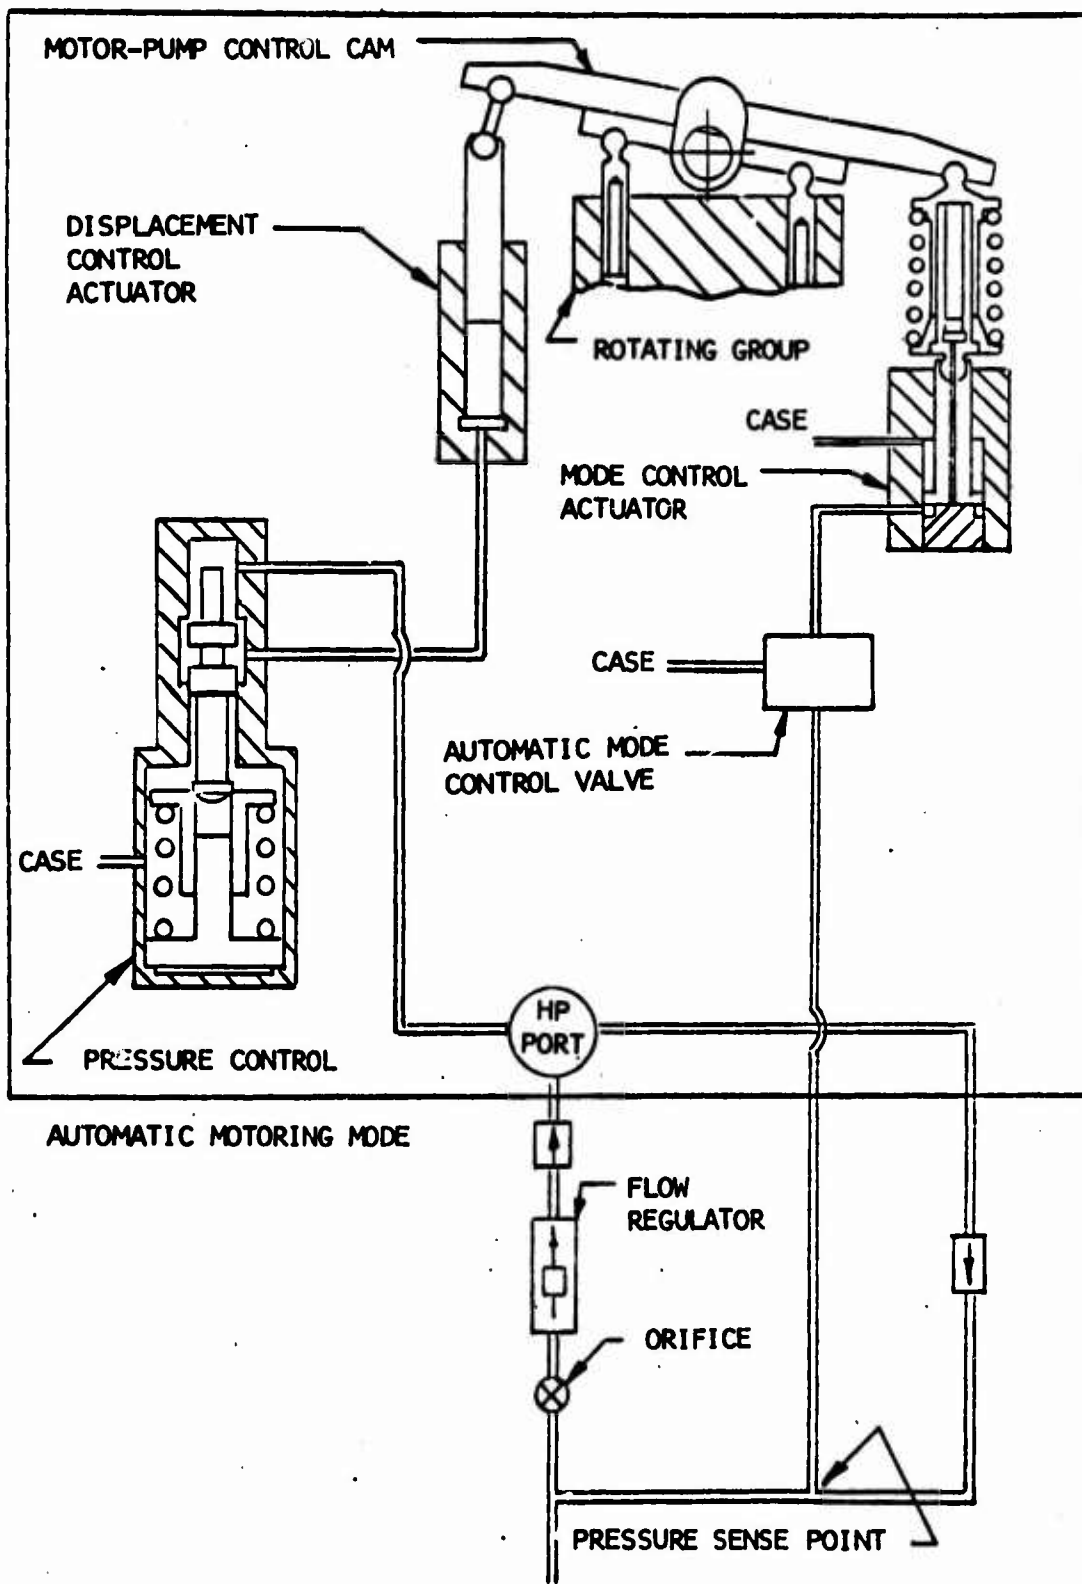 MOTOR-PUMP CONTROL CAM
DISPLACEMENT
CONTROL
ACTUATOR
ROTATING GROUP
CASE
MODE CONTROL
ACTUATOR
CASE
AUTOMATIC MODE
CONTROL VALVE
CASE
HP
PORT
PRESSURE CONTROL
AUTOMATIC MOTORING MODE
FLOW
REGULATOR
ORIFICE
PRESSURE SENSE POINT